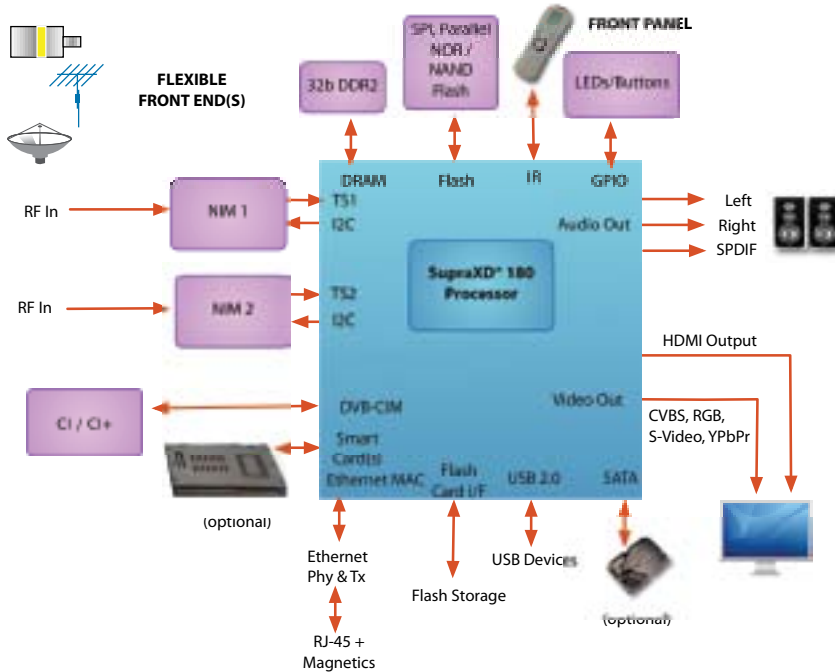 FLEXIBLE
FRONT END(S)
32b DDR2
SPI, Parallel
NOR /
NAND
Flash
FRONT PANEL
LEDs/Buttons
DRAM
Flash
IR
GPIO
RF In
NIM 1
TS1
I2C
Audio Out
Left
Right
SPDIF
SupraXD® 180
Processor
RF In
NIM 2
TS2
I2C
HDMI Output
CI / CI+
DVB-CIM
Video Out
CVBS, RGB,
S-Video, YPbPr
Smart
Card(s)
Ethernet MAC
Flash
Card I/F
USB 2.0
SATA
(optional)
Ethernet
Phy & Tx
Flash Storage
USB Devices
(optional)
RJ-45 +
Magnetics